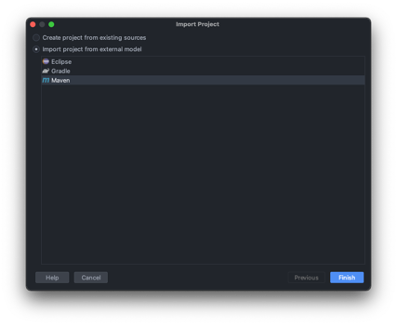 Import Project
Create project from existing sources
Import project from external model
Eclipse
Gradle
Maven
Help
Cancel
Previous
Finish